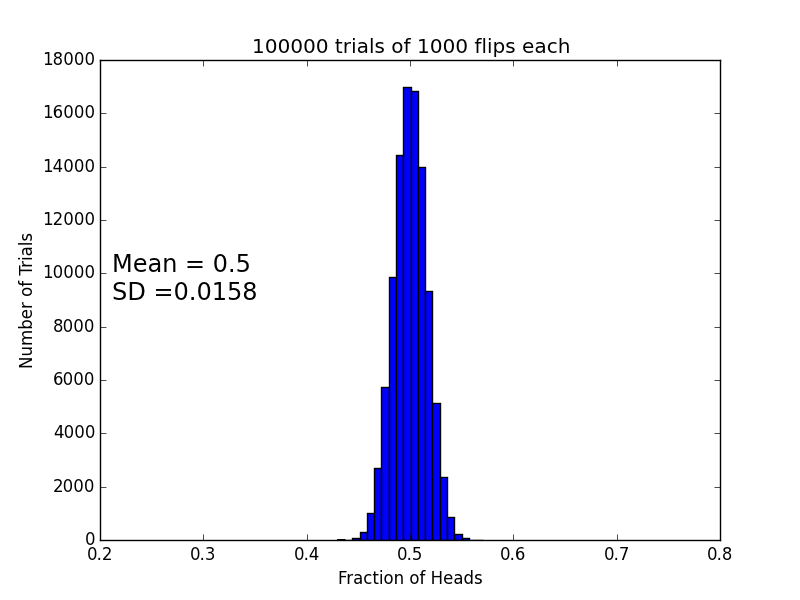 100000 trials of 1000 flips each
18000
16000
14000
12000
10000
8000
6000
4000
2000
0
Number of Trials
Mean = 0.5
SD =0.0158
0.2 0.3 0.4 0.5 0.6 0.7 0.8
Fraction of Heads